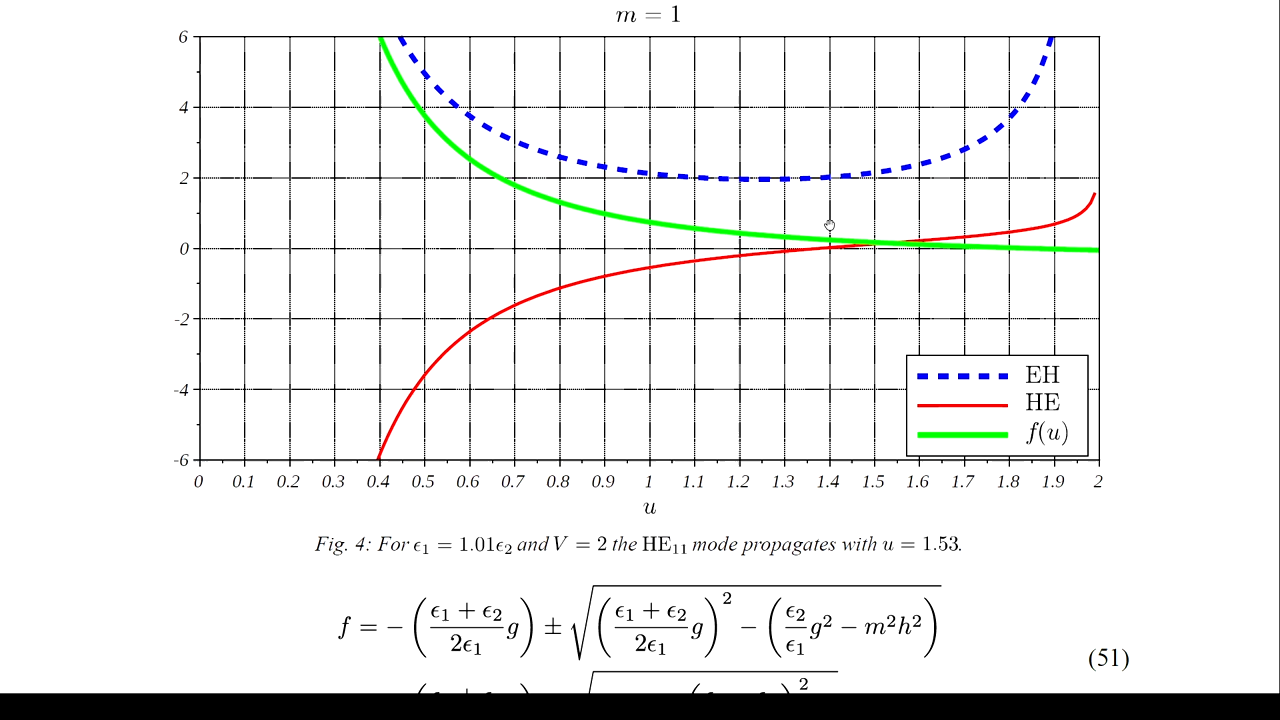 m = 1
6
4
2
0
-2
-4
-6
0 0.1 0.2 0.3 0.4 0.5 0.6 0.7 0.8 0.9 1 1.1 1.2 1.3 1.4 1.5 1.6 1.7 1.8 1.9 2
u
EH
HE
f(u)
Fig. 4: For ϵ₁ = 1.01ϵ₂ and V = 2 the HE₁₁ mode propagates with u = 1.53.
f = − ( (ϵ₁ + ϵ₂)/(2ϵ₁) g ) ± √( ( (ϵ₁ + ϵ₂)/(2ϵ₁) g )² − ( ϵ₂/ϵ₁ g² − m²h² ) )
(51)